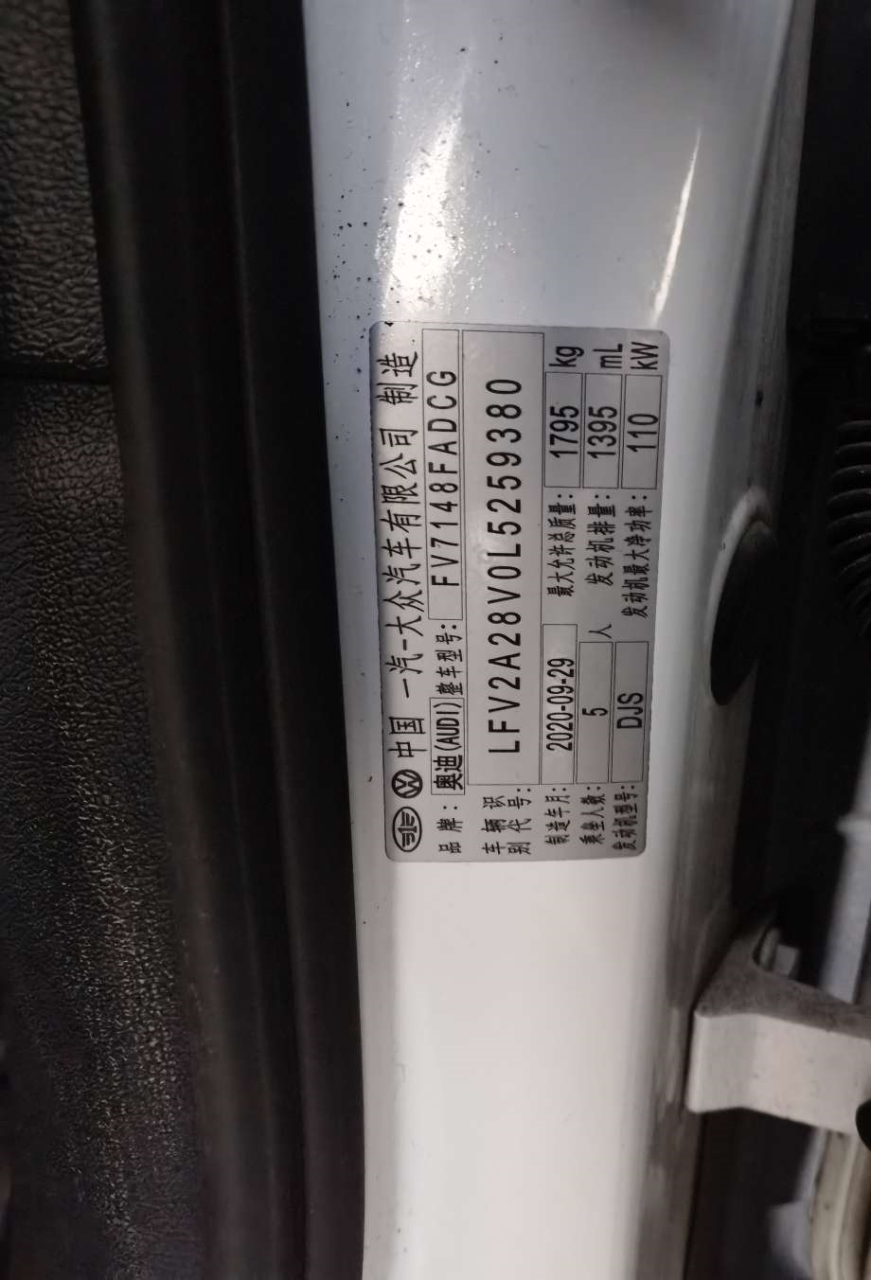 中国 一汽-大众汽车有限公司 制造
品牌: 奥迪(AUDI) 整车型号: FV7148FADCG
车辆识别代号: LFV2A28V0L5259380
制造年月: 2020-09-29 最大允许总质量: 1795 kg
乘坐人数: 5 人 发动机排量: 1395 mL
发动机型号: DJS 发动机最大净功率: 110 kW